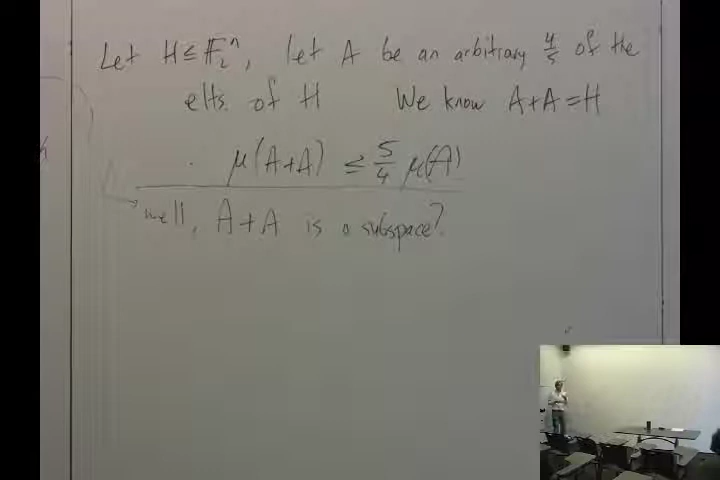 Let H ≤ F₂ⁿ, let A be an arbitrary 4/5 of the
elts. of H We know A+A=H
μ(A+A) ≤ 5/4 μ(A)
well, A+A is a subspace?